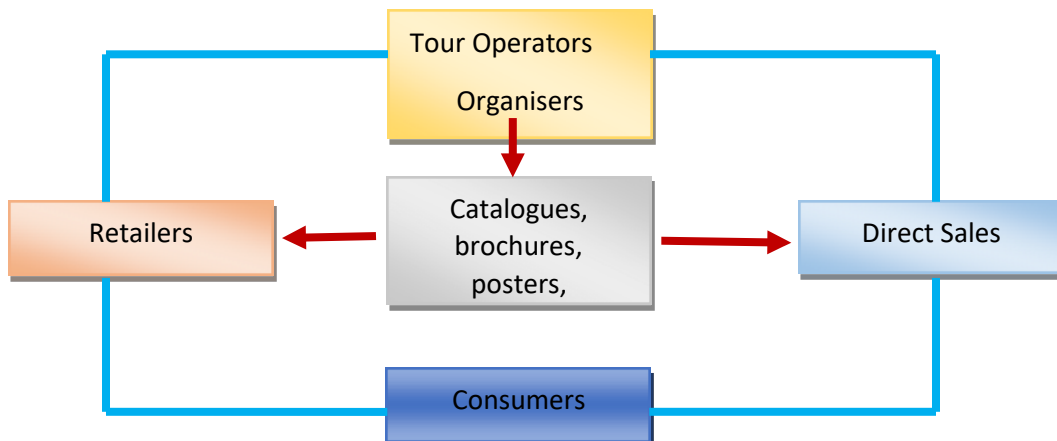 Tour Operators
Organisers
Retailers
Catalogues,
brochures,
posters,
Direct Sales
Consumers